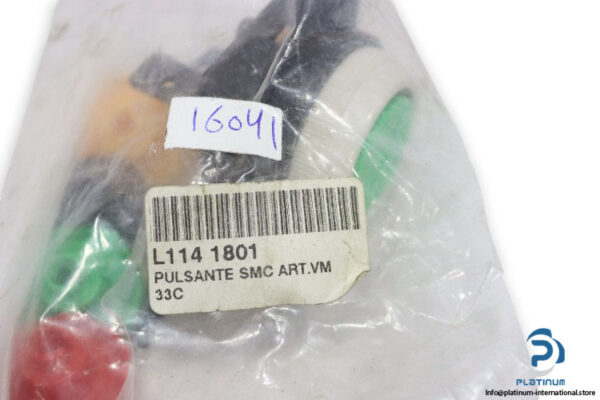 16041
L114 1801
PULSANTE SMC ART.VM
33C
PLATINUM
Info@platinum-international.store